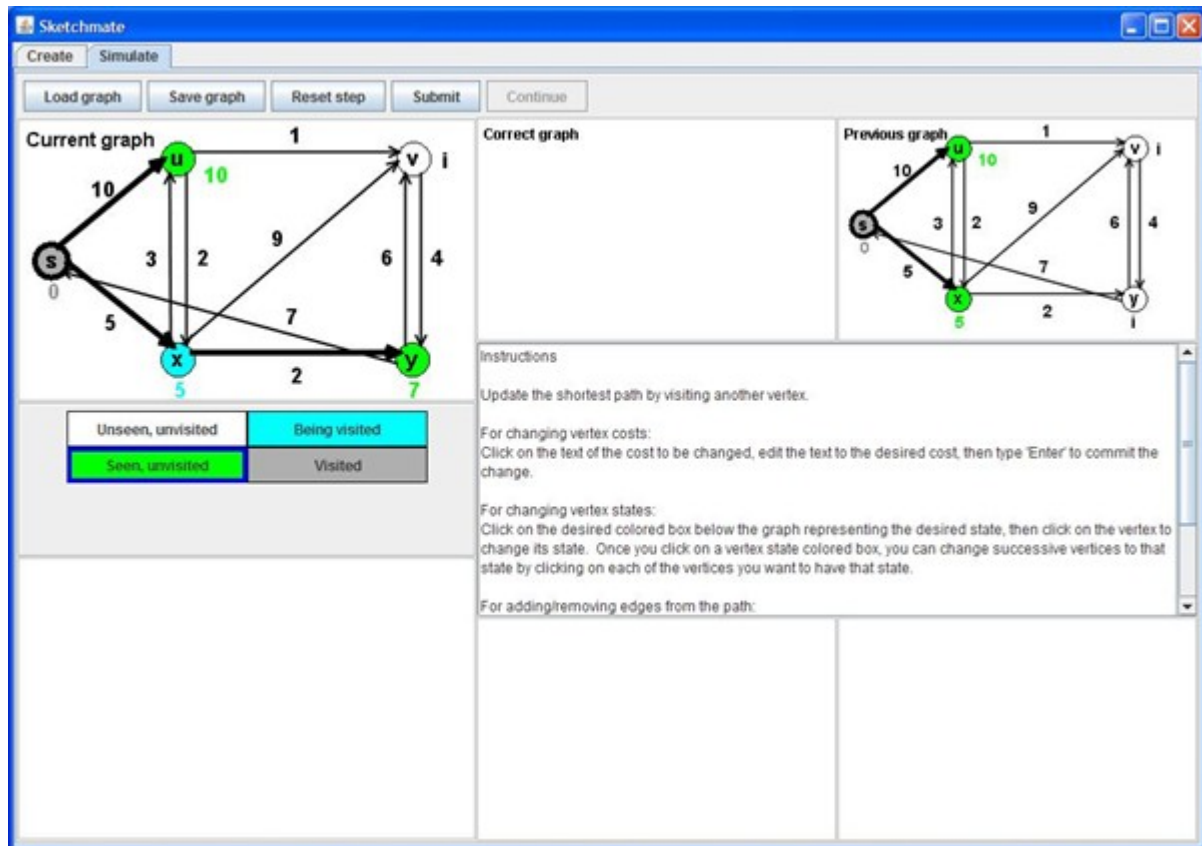 Sketchmate
Create Simulate
Load graph Save graph Reset step Submit Continue
Current graph
1
u
v
i
10
10
9
s
3
2
6
4
0
7
5
x
y
2
5
7
Correct graph
Previous graph
1
u
v
i
10
10
9
s
3
2
6
4
0
7
5
x
y
2
5
i
Unseen, unvisited Being visited
Seen, unvisited Visited
Instructions
Update the shortest path by visiting another vertex.
For changing vertex costs:
Click on the text of the cost to be changed, edit the text to the desired cost, then type 'Enter' to commit the
change.
For changing vertex states:
Click on the desired colored box below the graph representing the desired state, then click on the vertex to
change its state. Once you click on a vertex state colored box, you can change successive vertices to that
state by clicking on each of the vertices you want to have that state.
For adding/removing edges from the path: